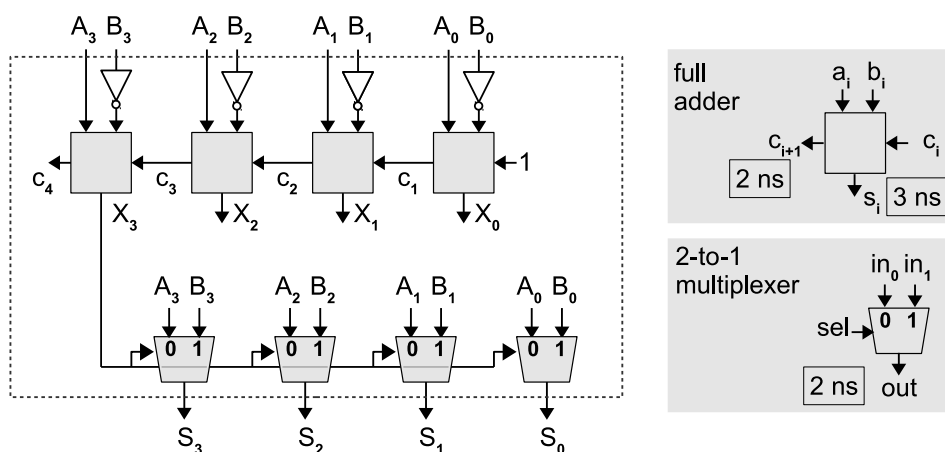 A₃ B₃ A₂ B₂ A₁ B₁ A₀ B₀
1
c₄ c₃ c₂ c₁
X₃ X₂ X₁ X₀
A₃ B₃ A₂ B₂ A₁ B₁ A₀ B₀
0 1 0 1 0 1 0 1
S₃ S₂ S₁ S₀
full
adder
aᵢ bᵢ
cᵢ₊₁ cᵢ
2 ns
sᵢ 3 ns
2-to-1
multiplexer
in₀ in₁
0 1
sel
2 ns
out